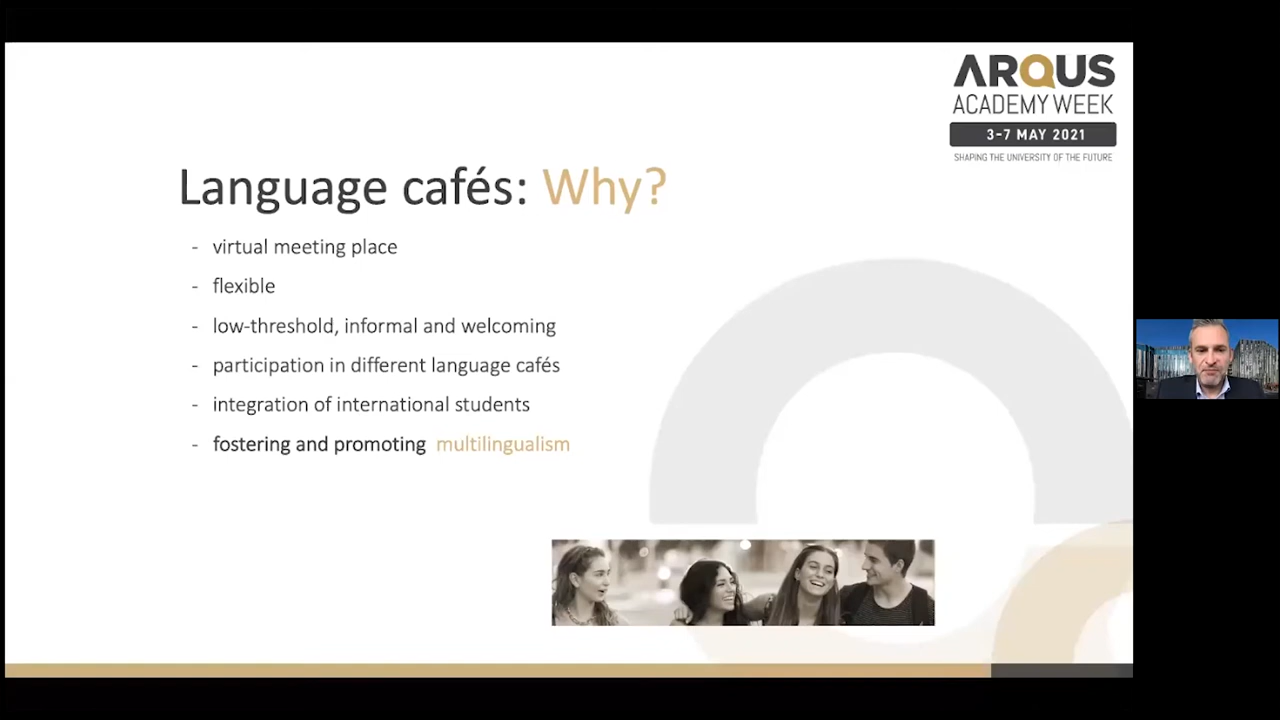 ARQUS
ACADEMY WEEK
3-7 MAY 2021
SHAPING THE UNIVERSITY OF THE FUTURE
Language cafés: Why?
- virtual meeting place
- flexible
- low-threshold, informal and welcoming
- participation in different language cafés
- integration of international students
- fostering and promoting multilingualism